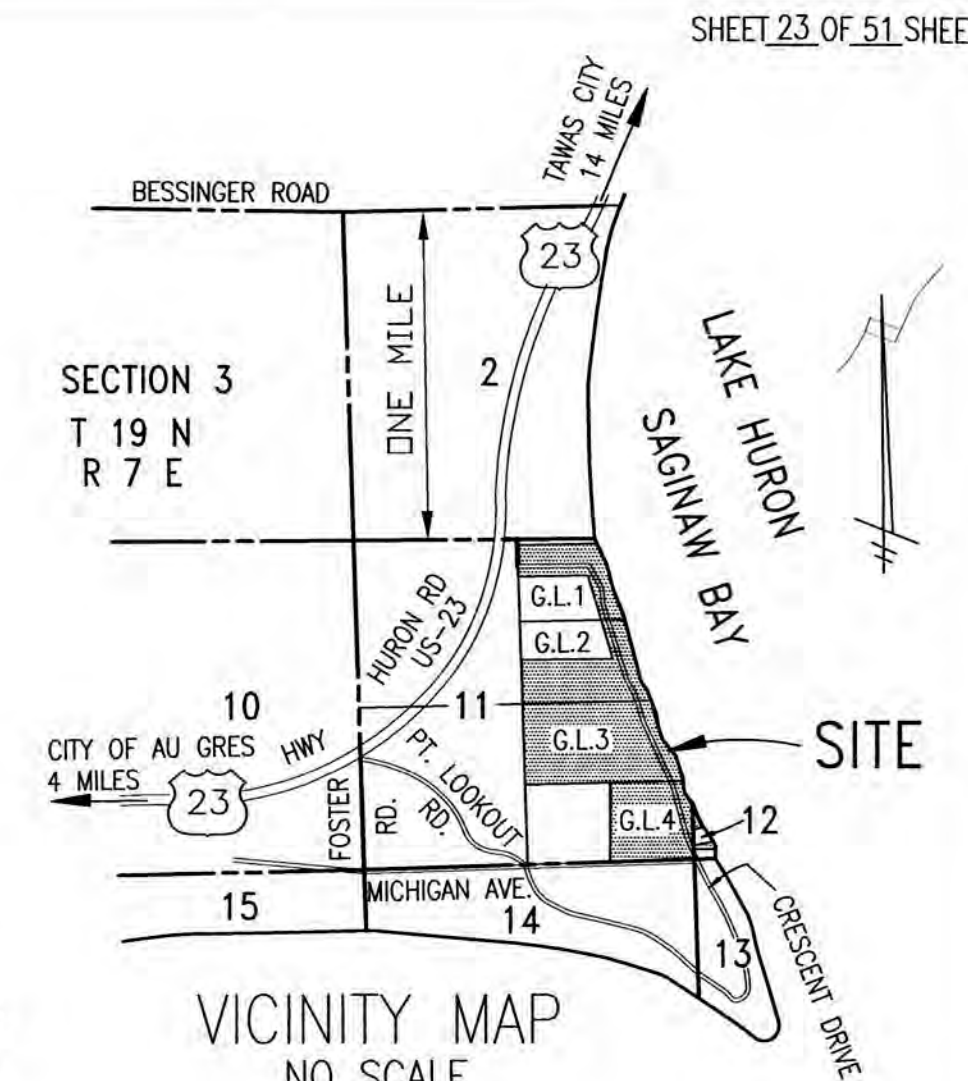 SHEET 23 OF 51 SHEE
TAWAS CITY
14 MILES
BESSINGER ROAD
23
ONE MILE
2
SECTION 3
T 19 N
R 7 E
LAKE HURON
SAGINAW BAY
G.L.1
G.L.2
HURON RD
US-23
10
11
G.L.3
SITE
CITY OF AU GRES
4 MILES
HWY
23
PT. LOOKOUT
RD.
FOSTER
RD.
G.L.4
12
MICHIGAN AVE.
15
14
13
CRESCENT DRIVE
VICINITY MAP
NO SCALE